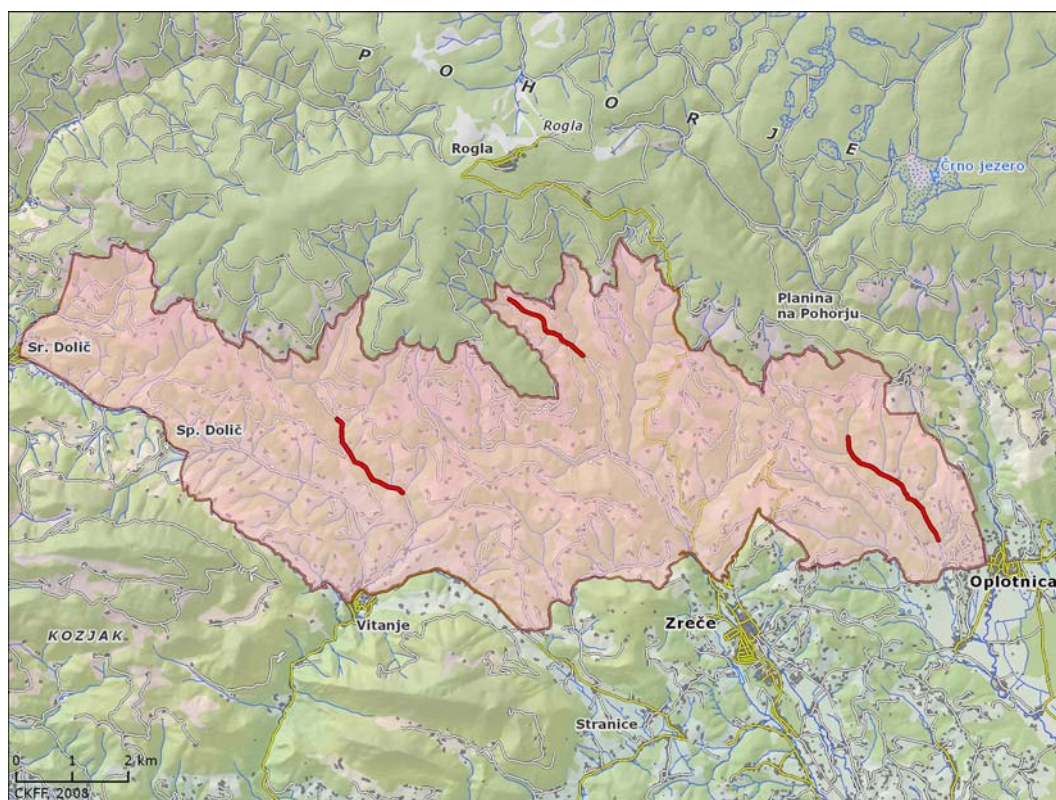 POHORJE
Rogla
Rogla
Črno jezero
Planina
na Pohorju
Sr. Dolič
Sp. Dolič
Oplotnica
Zreče
Vitanje
KOZJAK
Stranice
0 1 2 km
CKFF, 2008